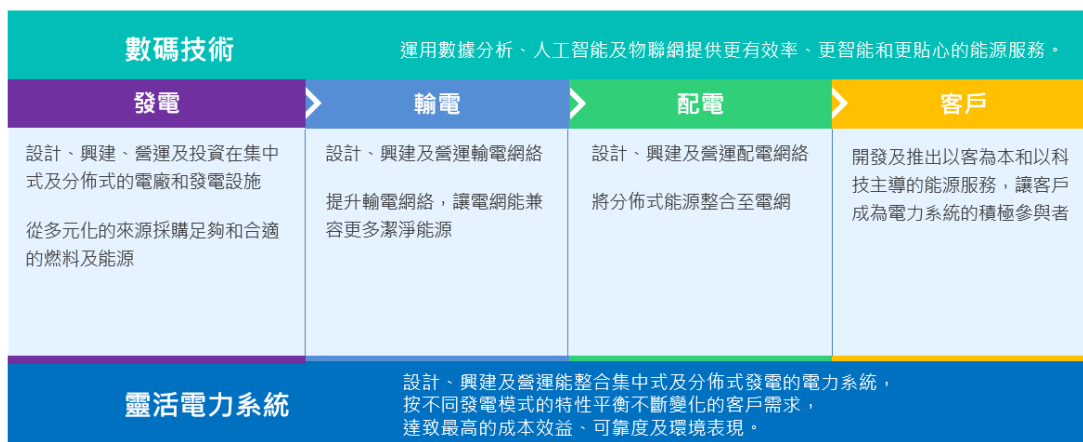 數碼技術
運用數據分析、人工智能及物聯網提供更有效率、更智能和更貼心的能源服務。
發電
輸電
配電
客戶
設計、興建、營運及投資在集中
式及分佈式的電廠和發電設施
從多元化的來源採購足夠和合適
的燃料及能源
設計、興建及營運輸電網絡
提升輸電網絡，讓電網能兼
容更多潔淨能源
設計、興建及營運配電網絡
將分佈式能源整合至電網
開發及推出以客為本和以科
技主導的能源服務，讓客戶
成為電力系統的積極參與者
靈活電力系統
設計、興建及營運能整合集中式及分佈式發電的電力系統，
按不同發電模式的特性平衡不斷變化的客戶需求，
達致最高的成本效益、可靠度及環境表現。